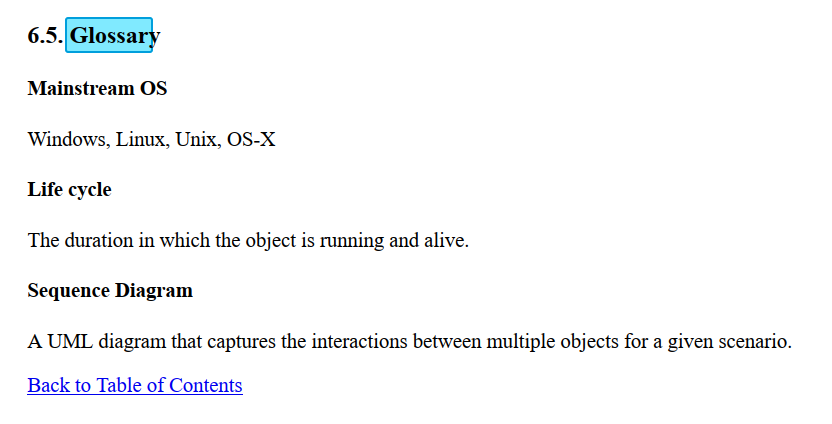 6.5. Glossary
Mainstream OS
Windows, Linux, Unix, OS-X
Life cycle
The duration in which the object is running and alive.
Sequence Diagram
A UML diagram that captures the interactions between multiple objects for a given scenario.
Back to Table of Contents